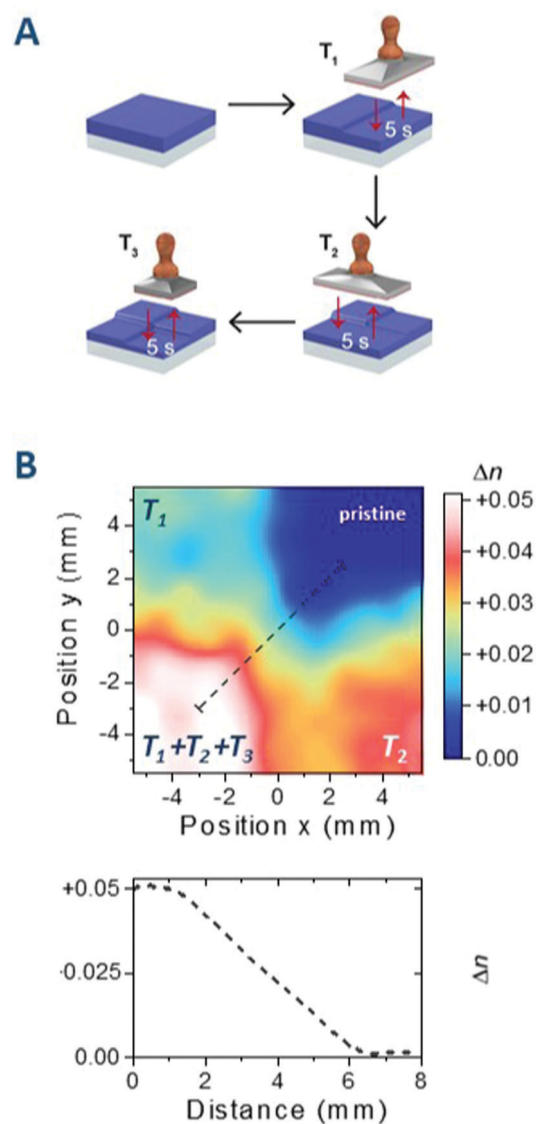 A
T1
5 s
T3
T2
5 s
5 s
B
Δn
T1
pristine
+0.05
4
+0.04
2
+0.03
0
+0.02
-2
+0.01
-4
T1+T2+T3
T2
0.00
Position y (mm)
-4
-2
0
2
4
Position x (mm)
+0.05
·0.025
0.00
Δn
0
2
4
6
8
Distance (mm)